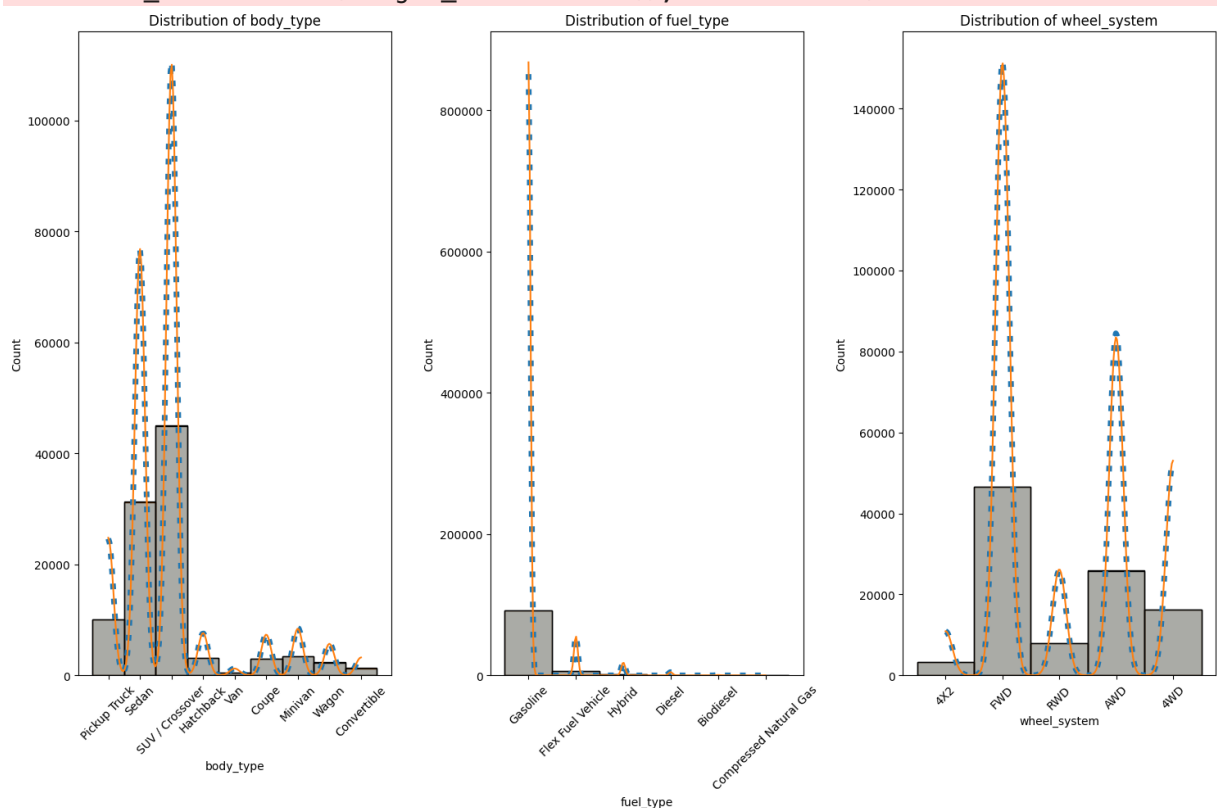 Distribution of body_type
Count
100000
80000
60000
40000
20000
0
Pickup Truck
Sedan
SUV / Crossover
Hatchback
Van
Coupe
Minivan
Wagon
Convertible
body_type
Distribution of fuel_type
Count
800000
600000
400000
200000
0
Gasoline
Flex Fuel Vehicle
Hybrid
Diesel
Biodiesel
Compressed Natural Gas
fuel_type
Distribution of wheel_system
Count
140000
120000
100000
80000
60000
40000
20000
0
4X2
FWD
RWD
AWD
4WD
wheel_system